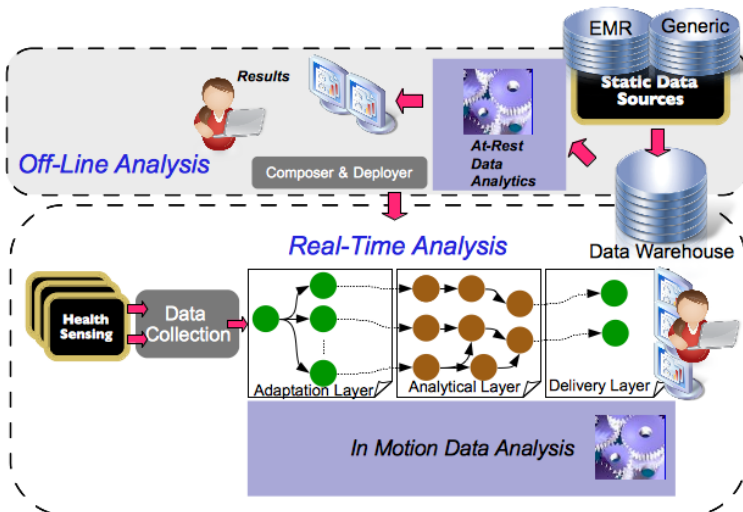 EMR
Generic
Static Data
Sources
Results
At-Rest
Data
Analytics
Off-Line Analysis
Composer & Deployer
Real-Time Analysis
Data Warehouse
Health
Sensing
Data
Collection
Adaptation Layer
Analytical Layer
Delivery Layer
In Motion Data Analysis